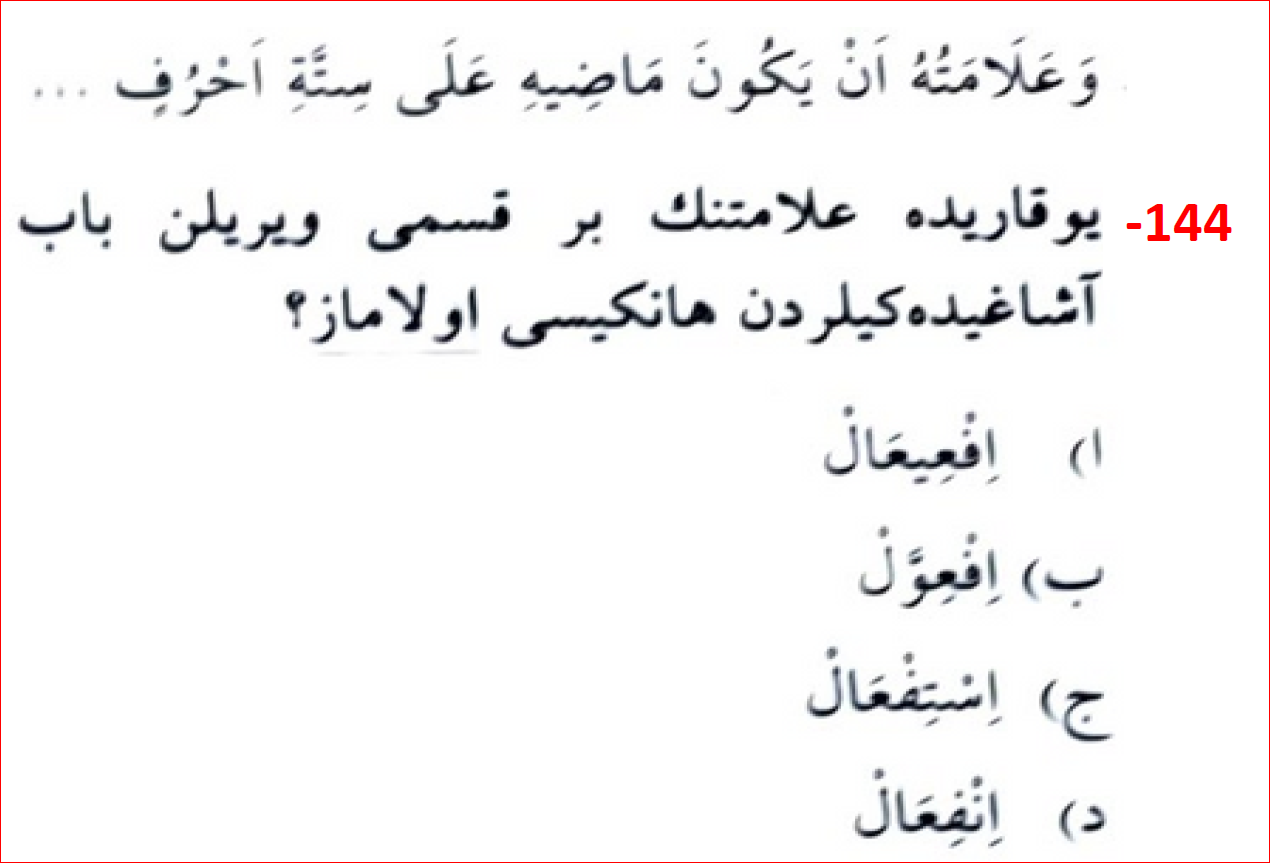 وَعَلَامَتُهُ اَنْ يَكُونَ مَاضِيهِ عَلَى سِتَّةِ اَحْرُفٍ ...
144- يوقاريده علامتنك بر قسمى ويريلن باب
آشاغيده‌كيلردن هانكيسى اولاماز؟
ا) اِفْعِيعَالْ
ب) اِفْعِوَّلْ
ج) اِسْتِفْعَالْ
د) اِنْفِعَالْ